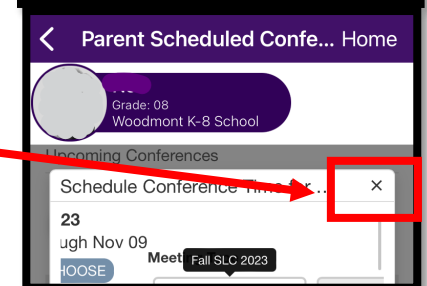 Parent Scheduled Confe... Home
Grade: 08
Woodmont K-8 School
Upcoming Conferences
Schedule Conference Time for... ×
23
ugh Nov 09
HOOSE
Meet
Fall SLC 2023